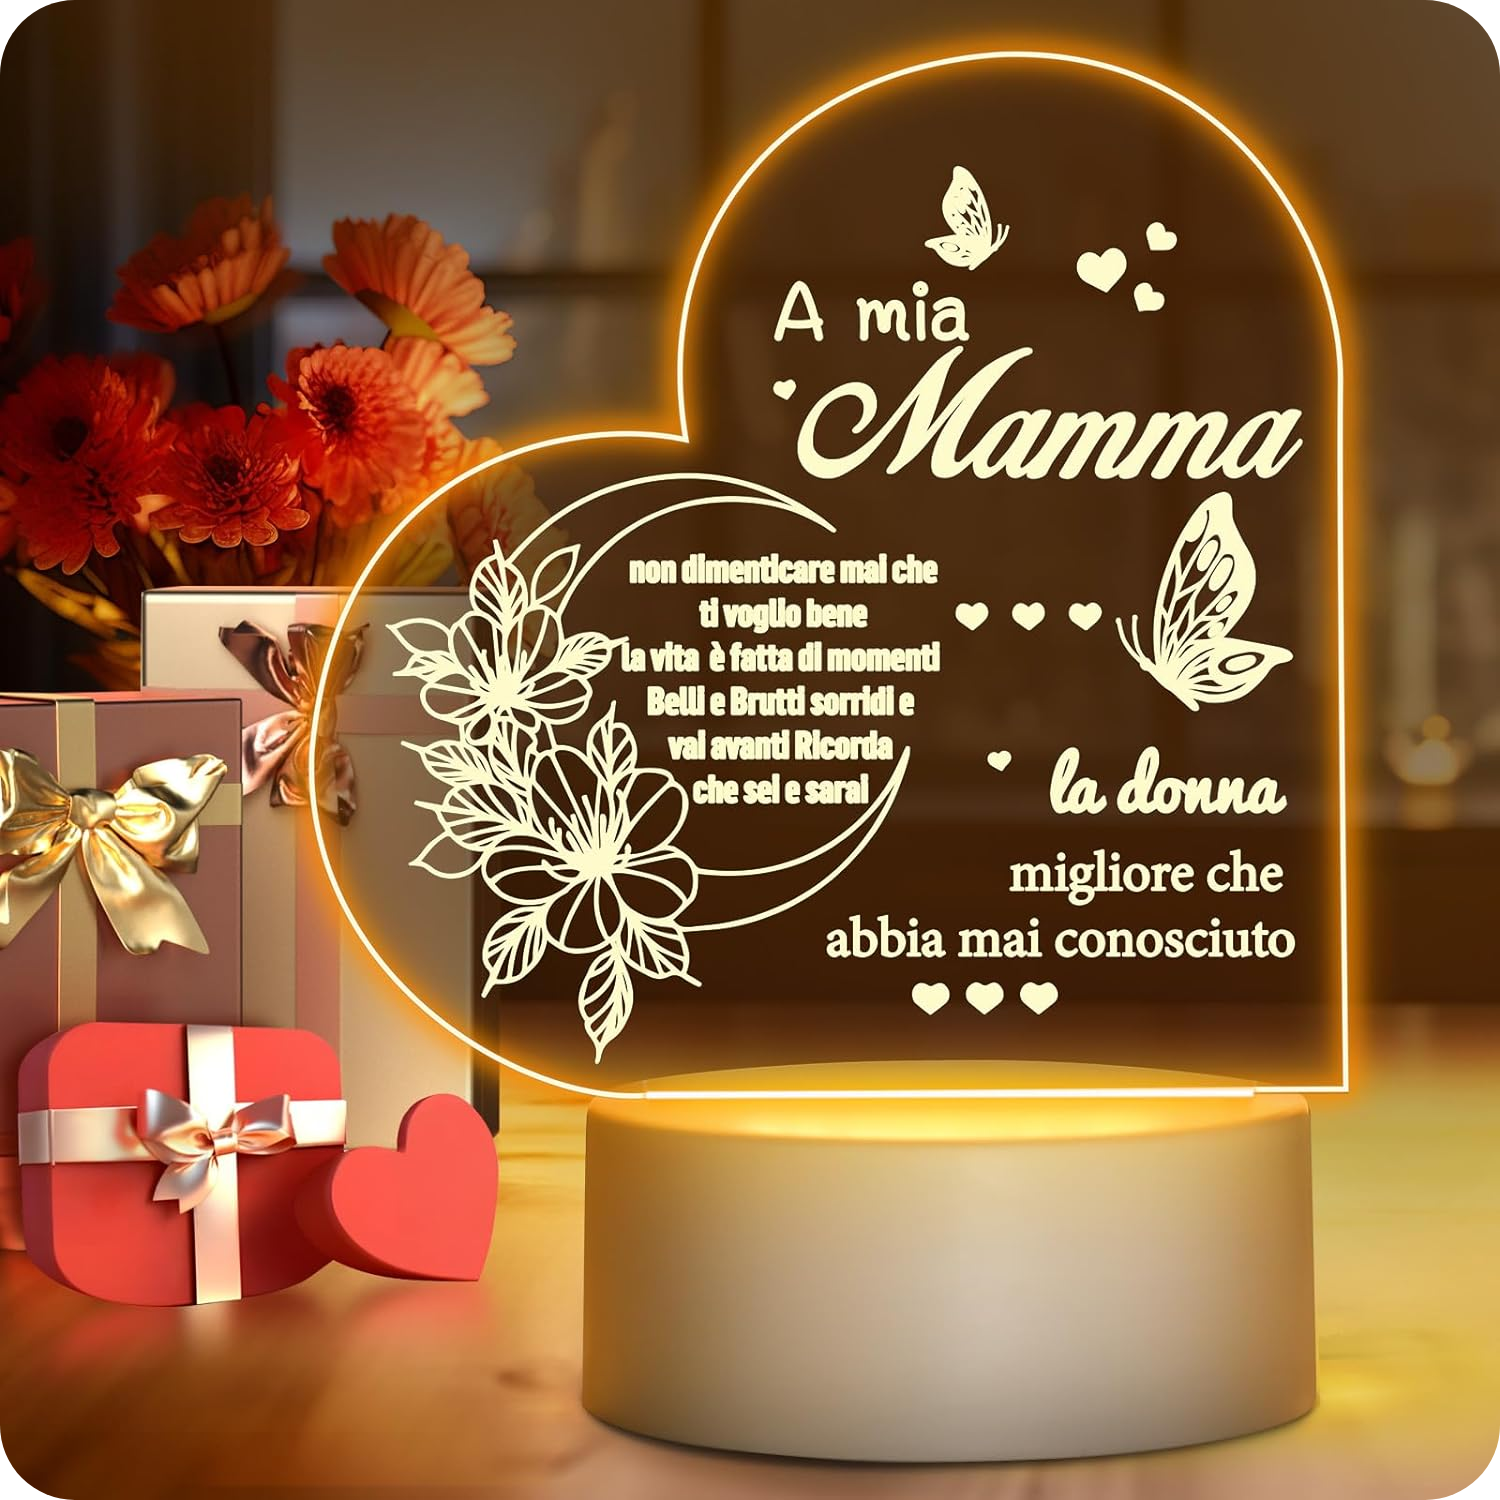 A mia
Mamma
non dimenticare mai che
ti voglio bene
la vita è fatta di momenti
Belli e Brutti sorridi e
vai avanti Ricorda
che sei e sarai
la donna
migliore che
abbia mai conosciuto